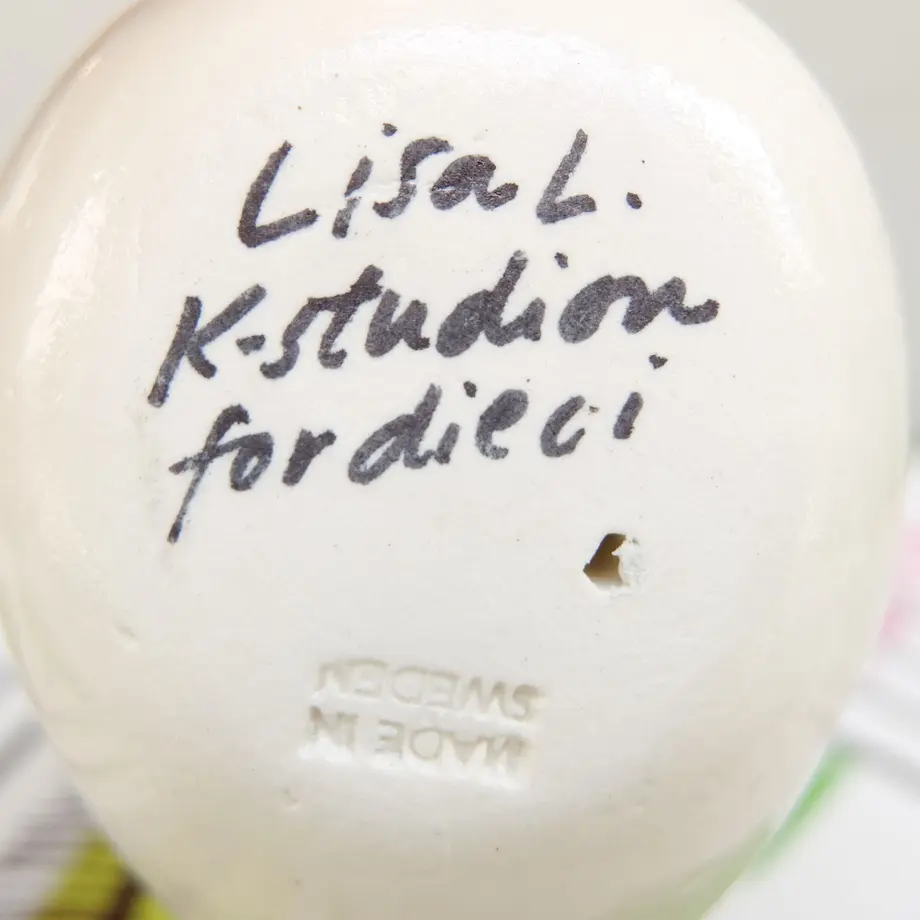 Lisa L.
K-studion
for dieci
MADE IN
SWEDEN